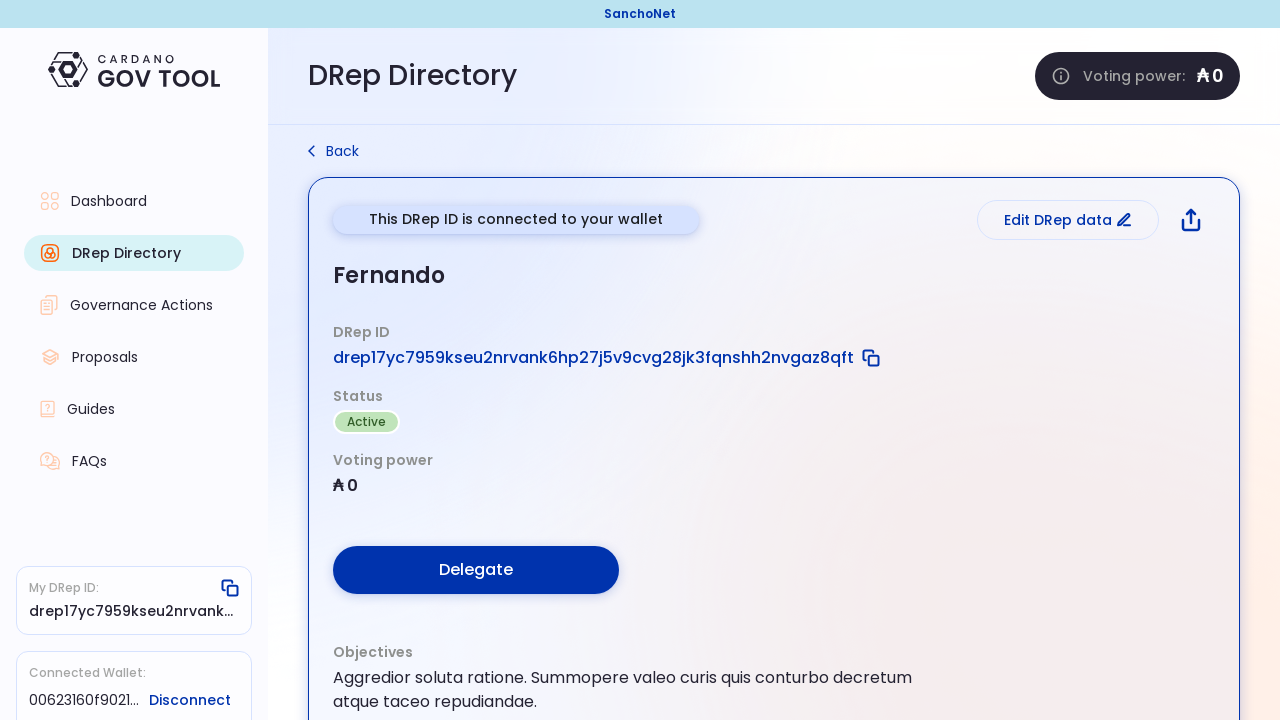 SanchoNet
CARDANO
GOV TOOL
DRep Directory
Voting power: ₳ 0
Back
Dashboard
DRep Directory
Governance Actions
Proposals
Guides
FAQs
My DRep ID:
drep17yc7959kseu2nrvank...
Connected Wallet:
00623160f9021... Disconnect
This DRep ID is connected to your wallet
Edit DRep data
Fernando
DRep ID
drep17yc7959kseu2nrvank6hp27j5v9cvg28jk3fqnshh2nvgaz8qft
Status
Active
Voting power
₳ 0
Delegate
Objectives
Aggredior soluta ratione. Summopere valeo curis quis conturbo decretum
atque taceo repudiandae.